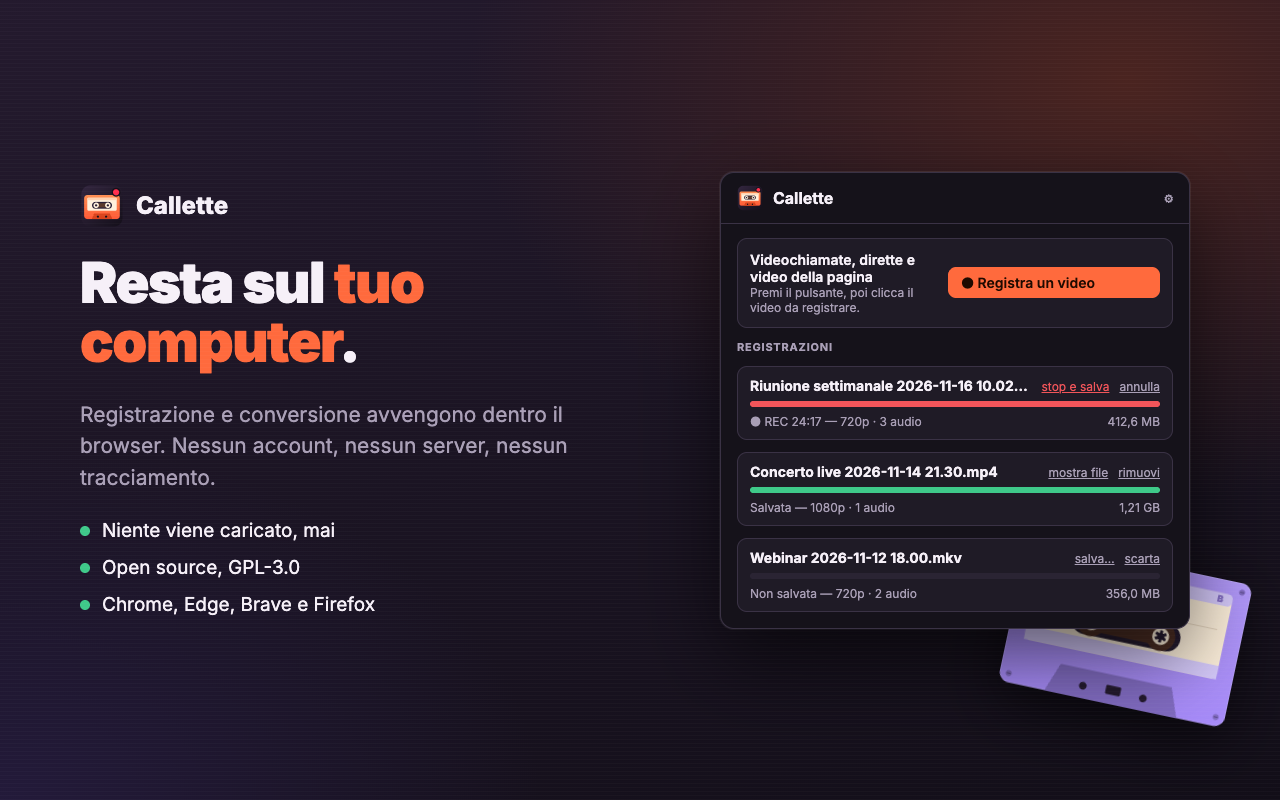 Callette
Resta sul tuo
computer.
Registrazione e conversione avvengono dentro il
browser. Nessun account, nessun server, nessun
tracciamento.
Niente viene caricato, mai
Open source, GPL-3.0
Chrome, Edge, Brave e Firefox
Callette
Videochiamate, dirette e
video della pagina
Premi il pulsante, poi clicca il
video da registrare.
Registra un video
REGISTRAZIONI
Riunione settimanale 2026-11-16 10.02... stop e salva annulla
REC 24:17 — 720p · 3 audio 412,6 MB
Concerto live 2026-11-14 21.30.mp4 mostra file rimuovi
Salvata — 1080p · 1 audio 1,21 GB
Webinar 2026-11-12 18.00.mkv salva... scarta
Non salvata — 720p · 2 audio 356,0 MB
B